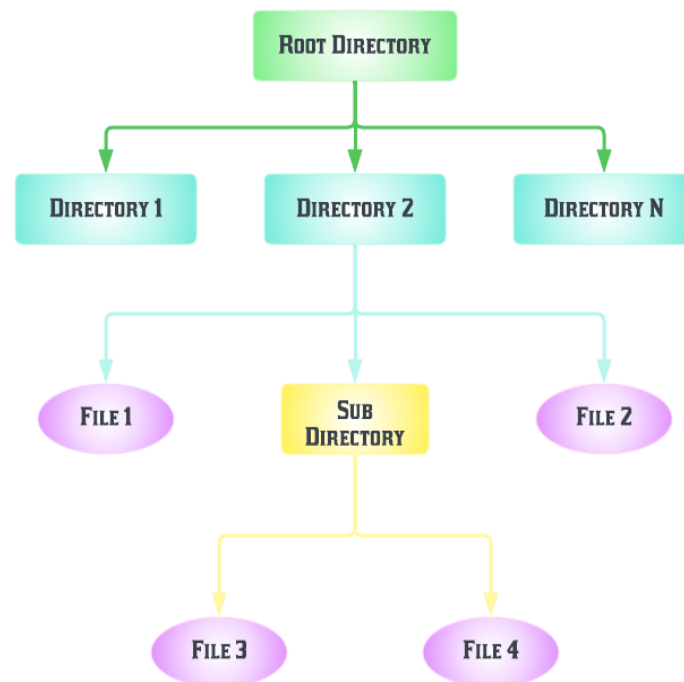 Root Directory
Directory 1
Directory 2
Directory N
File 1
Sub
Directory
File 2
File 3
File 4